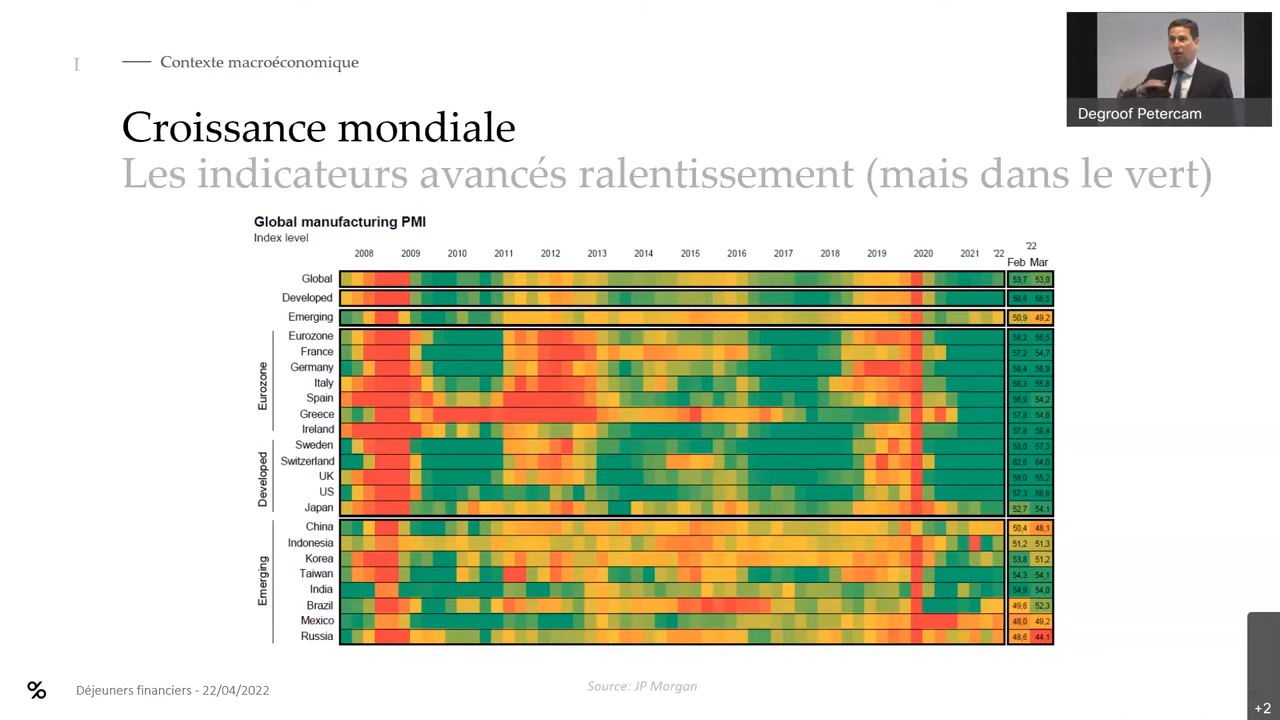 I
Contexte macroéconomique
Degroof Petercam
Croissance mondiale
Les indicateurs avancés ralentissement (mais dans le vert)
Global manufacturing PMI
Index level
2008 2009 2010 2011 2012 2013 2014 2015 2016 2017 2018 2019 2020 2021 '22
'22
Feb Mar
Global 53,7 53,0
Developed 56,6 56,5
Emerging 50,9 49,2
Eurozone
Eurozone 58,2 56,5
France 57,2 54,7
Germany 58,4 56,9
Italy 58,3 55,8
Spain 56,9 54,2
Greece 57,8 54,6
Ireland 57,8 59,4
Developed
Sweden 58,0 57,3
Switzerland 62,6 64,0
UK 58,0 55,2
US 57,3 58,8
Japan 52,7 54,1
Emerging
China 50,4 48,1
Indonesia 51,2 51,3
Korea 53,8 51,2
Taiwan 54,3 54,1
India 54,9 54,0
Brazil 49,6 52,3
Mexico 48,0 49,2
Russia 48,6 44,1
% Déjeuners financiers - 22/04/2022
Source: JP Morgan
+2